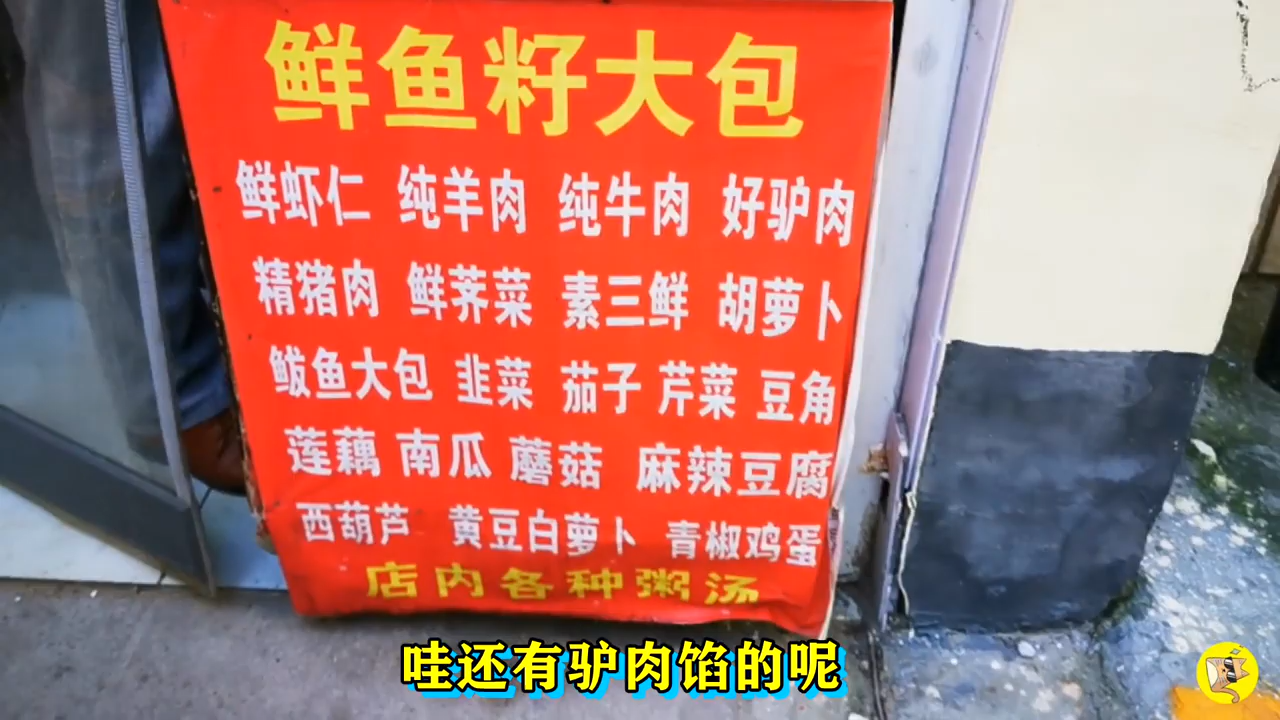 鲜鱼籽大包
鲜虾仁 纯羊肉 纯牛肉 好驴肉
精猪肉 鲜荠菜 素三鲜 胡萝卜
鲅鱼大包 韭菜 茄子 芹菜 豆角
莲藕 南瓜 蘑菇 麻辣豆腐
西葫芦 黄豆白萝卜 青椒鸡蛋
店内各种粥汤
哇还有驴肉馅的呢